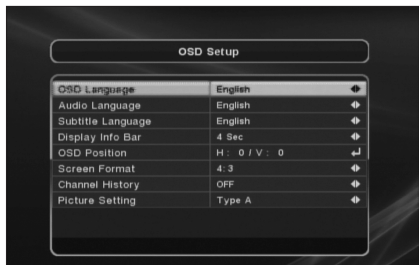 OSD Setup
OSD Language English
Audio Language English
Subtitle Language English
Display Info Bar 4 Sec
OSD Position H: 0 / V: 0
Screen Format 4:3
Channel History OFF
Picture Setting Type A